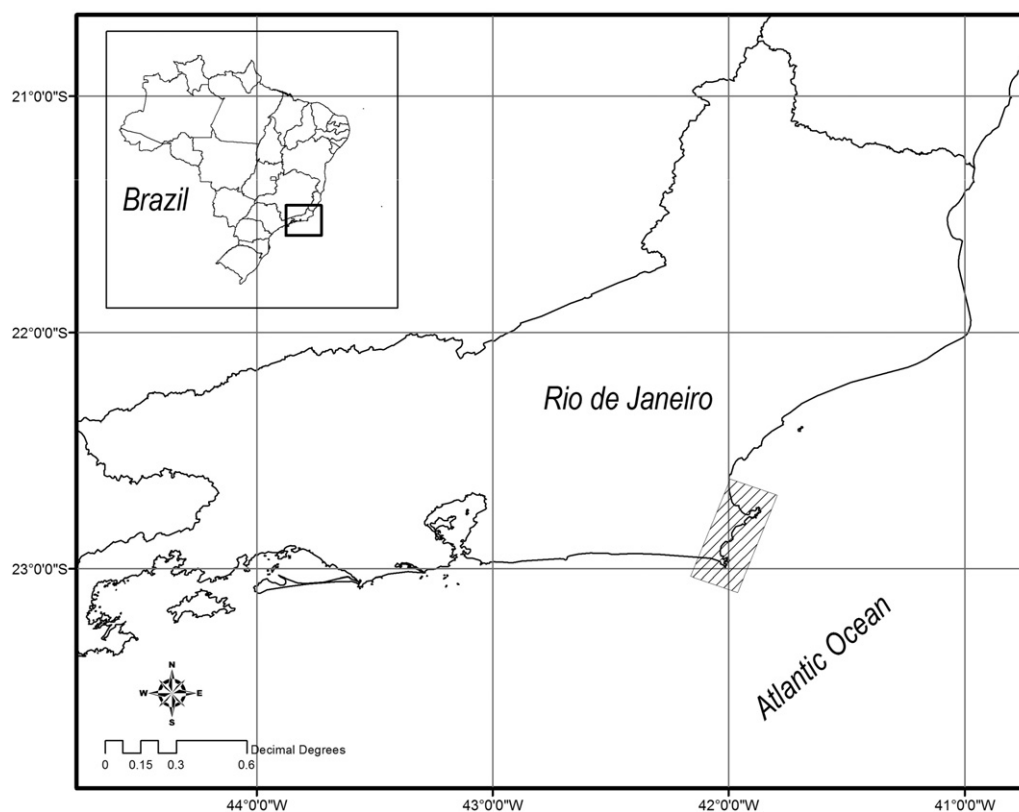 21°0'0"S
Brazil
22°0'0"S
Rio de Janeiro
23°0'0"S
Atlantic Ocean
N
W E
S
Decimal Degrees
0 0.15 0.3 0.6
44°0'0"W 43°0'0"W 42°0'0"W 41°0'0"W